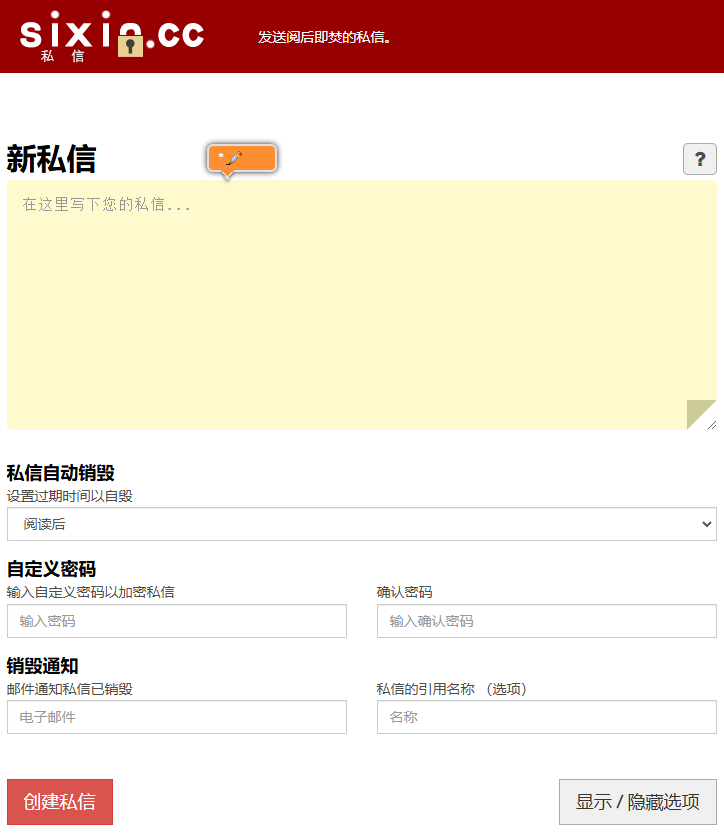 sixin.cc
私 信
发送阅后即焚的私信。
新私信
*
?
在这里写下您的私信...
私信自动销毁
设置过期时间以自毁
阅读后
自定义密码
输入自定义密码以加密私信
确认密码
输入密码
输入确认密码
销毁通知
邮件通知私信已销毁
私信的引用名称 （选项）
电子邮件
名称
创建私信
显示 / 隐藏选项